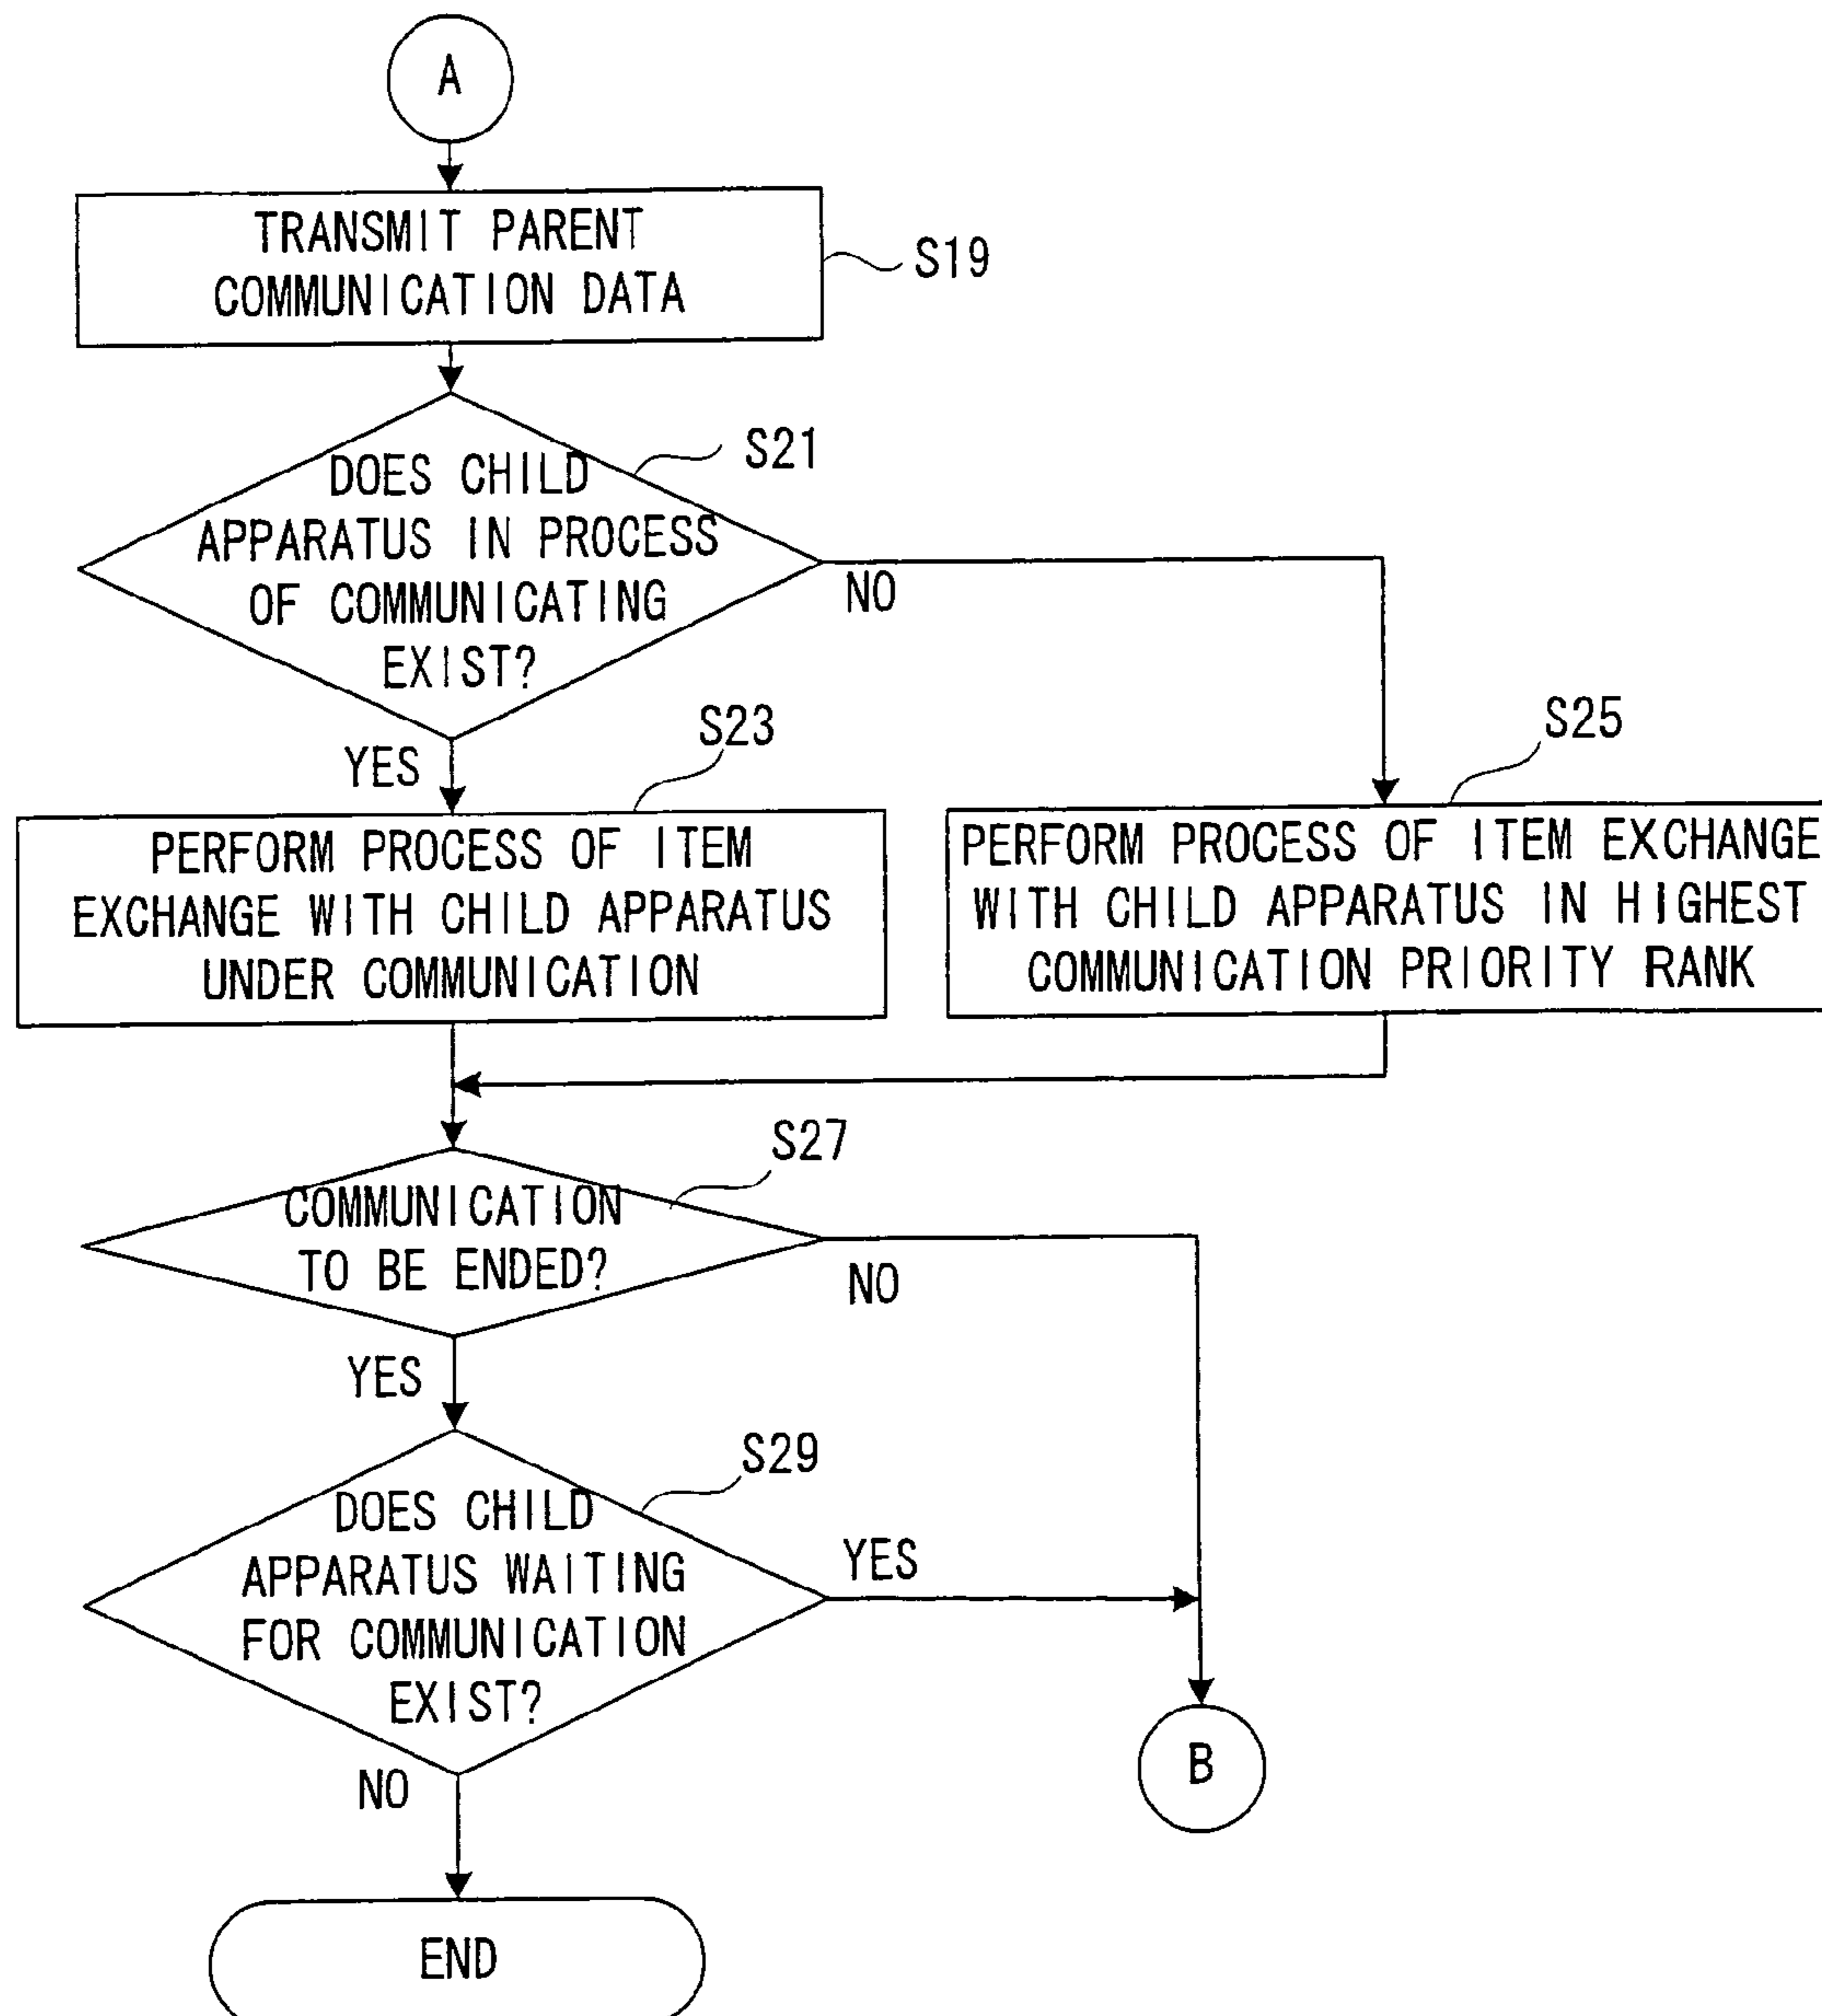 A
TRANSMIT PARENT
COMMUNICATION DATA
S19
S21
DOES CHILD
APPARATUS IN PROCESS
OF COMMUNICATING
EXIST?
NO
YES
S23
S25
PERFORM PROCESS OF ITEM
EXCHANGE WITH CHILD APPARATUS
UNDER COMMUNICATION
PERFORM PROCESS OF ITEM EXCHANGE
WITH CHILD APPARATUS IN HIGHEST
COMMUNICATION PRIORITY RANK
S27
COMMUNICATION
TO BE ENDED?
NO
YES
S29
DOES CHILD
APPARATUS WAITING
FOR COMMUNICATION
EXIST?
YES
NO
B
END